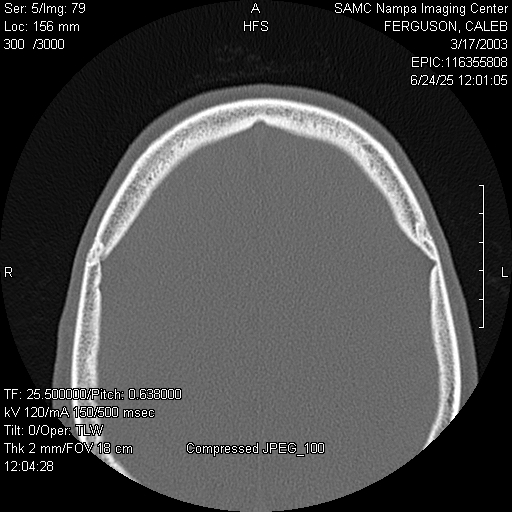 Ser: 5/Img: 79
Loc: 156 mm
300 /3000
A
HFS
SAMC Nampa Imaging Center
FERGUSON, CALEB
3/17/2003
EPIC:116355808
6/24/25 12:01:05
R
L
TF: 25.500000/Pitch: 0.638000
kV 120/mA 150/500 msec
Tilt: 0/Oper: TLW
Thk 2 mm/FOV 18 cm
12:04:28
Compressed JPEG_100